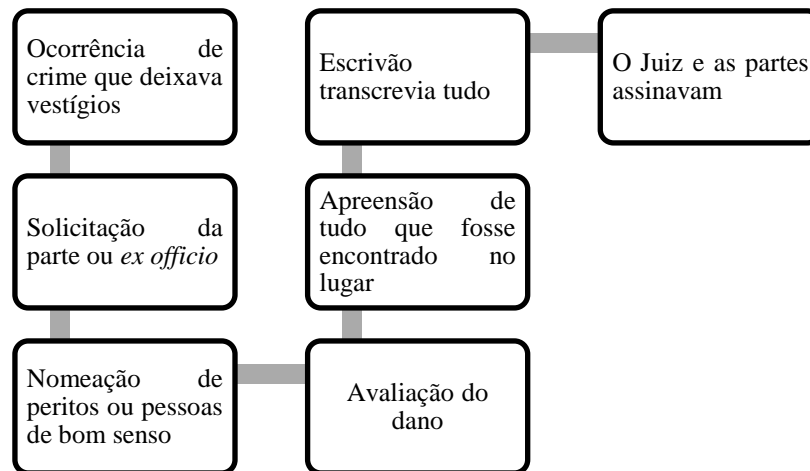 Ocorrência de
crime que deixava
vestígios
Solicitação da
parte ou ex officio
Nomeação de
peritos ou pessoas
de bom senso
Avaliação do
dano
Apreensão de
tudo que fosse
encontrado no
lugar
Escrivão
transcrevia tudo
O Juiz e as partes
assinavam